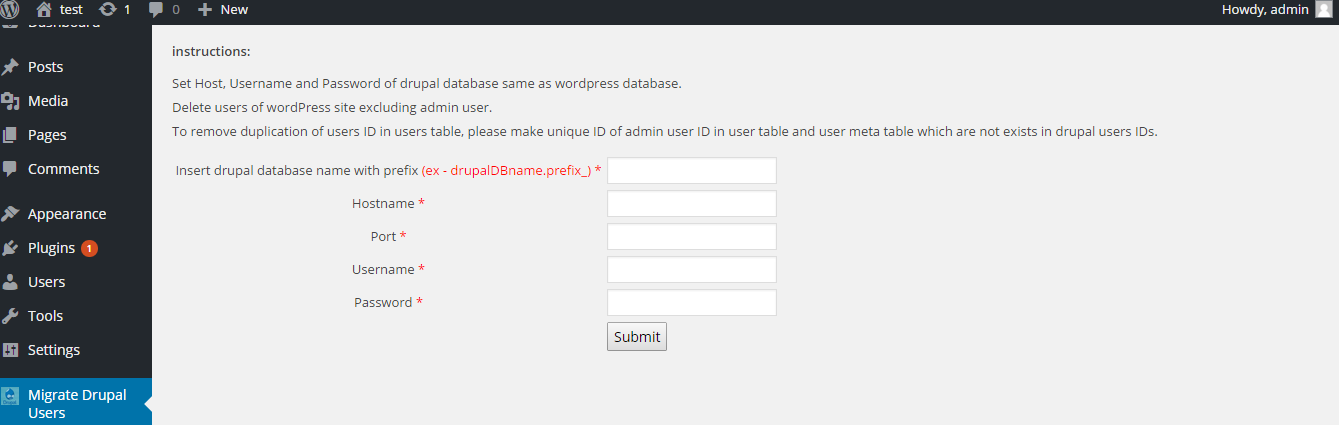 test 1 0 New Howdy, admin
Dashboard
Posts
Media
Pages
Comments
Appearance
Plugins 1
Users
Tools
Settings
Migrate Drupal
Users
instructions:
Set Host, Username and Password of drupal database same as wordpress database.
Delete users of wordPress site excluding admin user.
To remove duplication of users ID in users table, please make unique ID of admin user ID in user table and user meta table which are not exists in drupal users IDs.
Insert drupal database name with prefix (ex - drupalDBname.prefix_) *
Hostname *
Port *
Username *
Password *
Submit